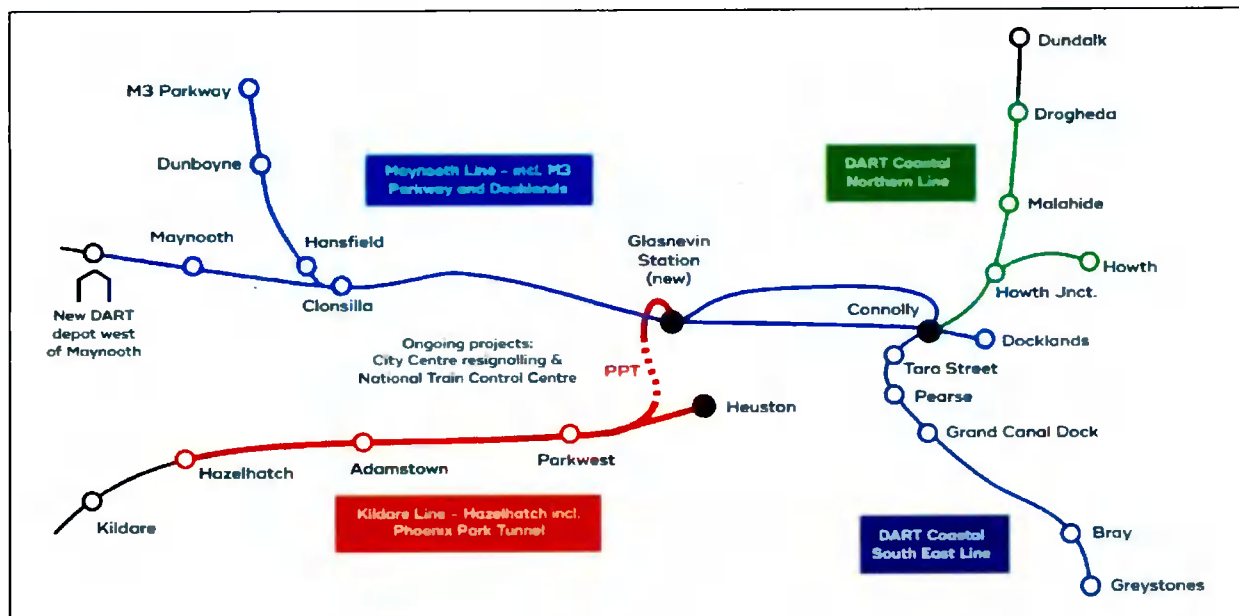 Dundalk
M3 Parkway
Drogheda
Dunboyne
Maynooth Line - incl. M3
Parkway and Docklands
DART Coastal
Northern Line
Malahide
Maynooth
Hansfield
Glasnevin
Station
(new)
Howth
Howth Jnct.
Clonsilla
Connolly
New DART
depot west
of Maynooth
Docklands
Ongoing projects:
City Centre resignalling &
National Train Control Centre
PPT
Tara Street
Pearse
Heuston
Grand Canal Dock
Parkwest
Adamstown
Hazelhatch
Kildare
Kildare Line - Hazelhatch incl.
Phoenix Park Tunnel
DART Coastal
South East Line
Bray
Greystones